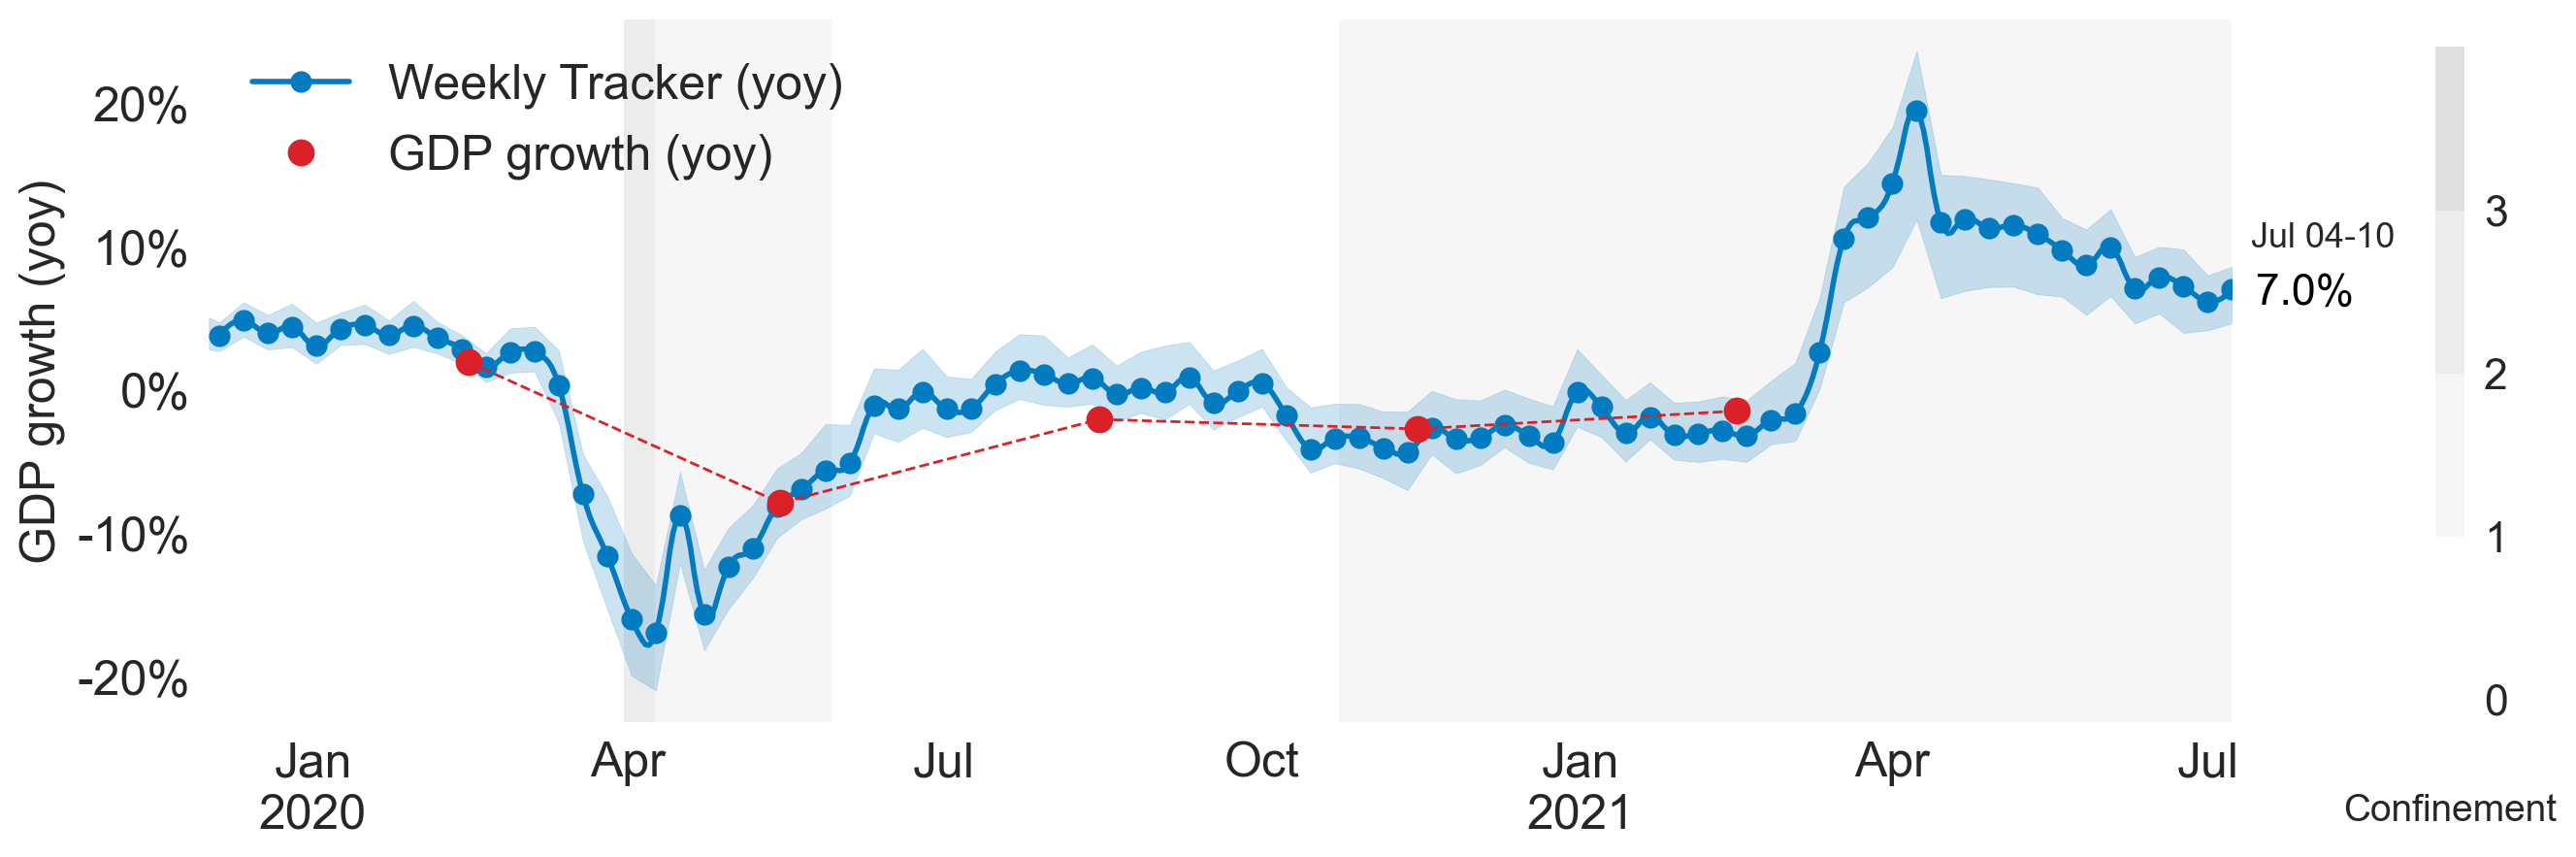 Weekly Tracker (yoy)
GDP growth (yoy)
GDP growth (yoy)
20%
10%
0%
-10%
-20%
Jan
2020
Apr
Jul
Oct
Jan
2021
Apr
Jul
Jul 04-10
7.0%
3
2
1
0
Confinement